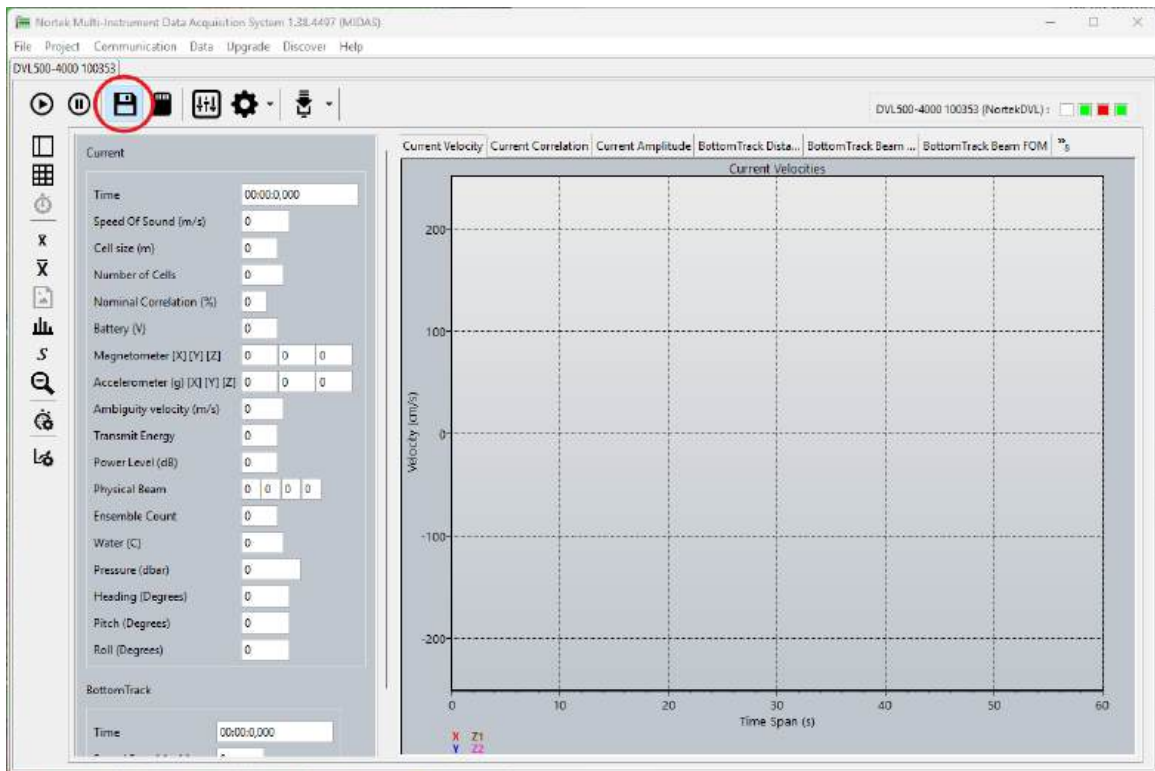 Nortek Multi-Instrument Data Acquisition System 1.38.4497 (MIDAS)
File Project Communication Data Upgrade Discover Help
DVL500-4000 100353
DVL500-4000 100353 (NortekDVL) :
Current
Time 00:00:0,000
Speed Of Sound (m/s) 0
Cell size (m) 0
Number of Cells 0
Nominal Correlation (%) 0
Battery (V) 0
Magnetometer [X] [Y] [Z] 0 0 0
Accelerometer (g) [X] [Y] [Z] 0 0 0
Ambiguity velocity (m/s) 0
Transmit Energy 0
Power Level (dB) 0
Physical Beam 0 0 0 0
Ensemble Count 0
Water (C) 0
Pressure (dbar) 0
Heading (Degrees) 0
Pitch (Degrees) 0
Roll (Degrees) 0
BottomTrack
Time 00:00:0,000
Current Velocity Current Correlation Current Amplitude BottomTrack Dista... BottomTrack Beam ... BottomTrack Beam FOM »5
Current Velocities
Velocity (cm/s)
200
100
0
-100
-200
0 10 20 30 40 50 60
Time Span (s)
X Z1
Y Z2
x
x̄
S